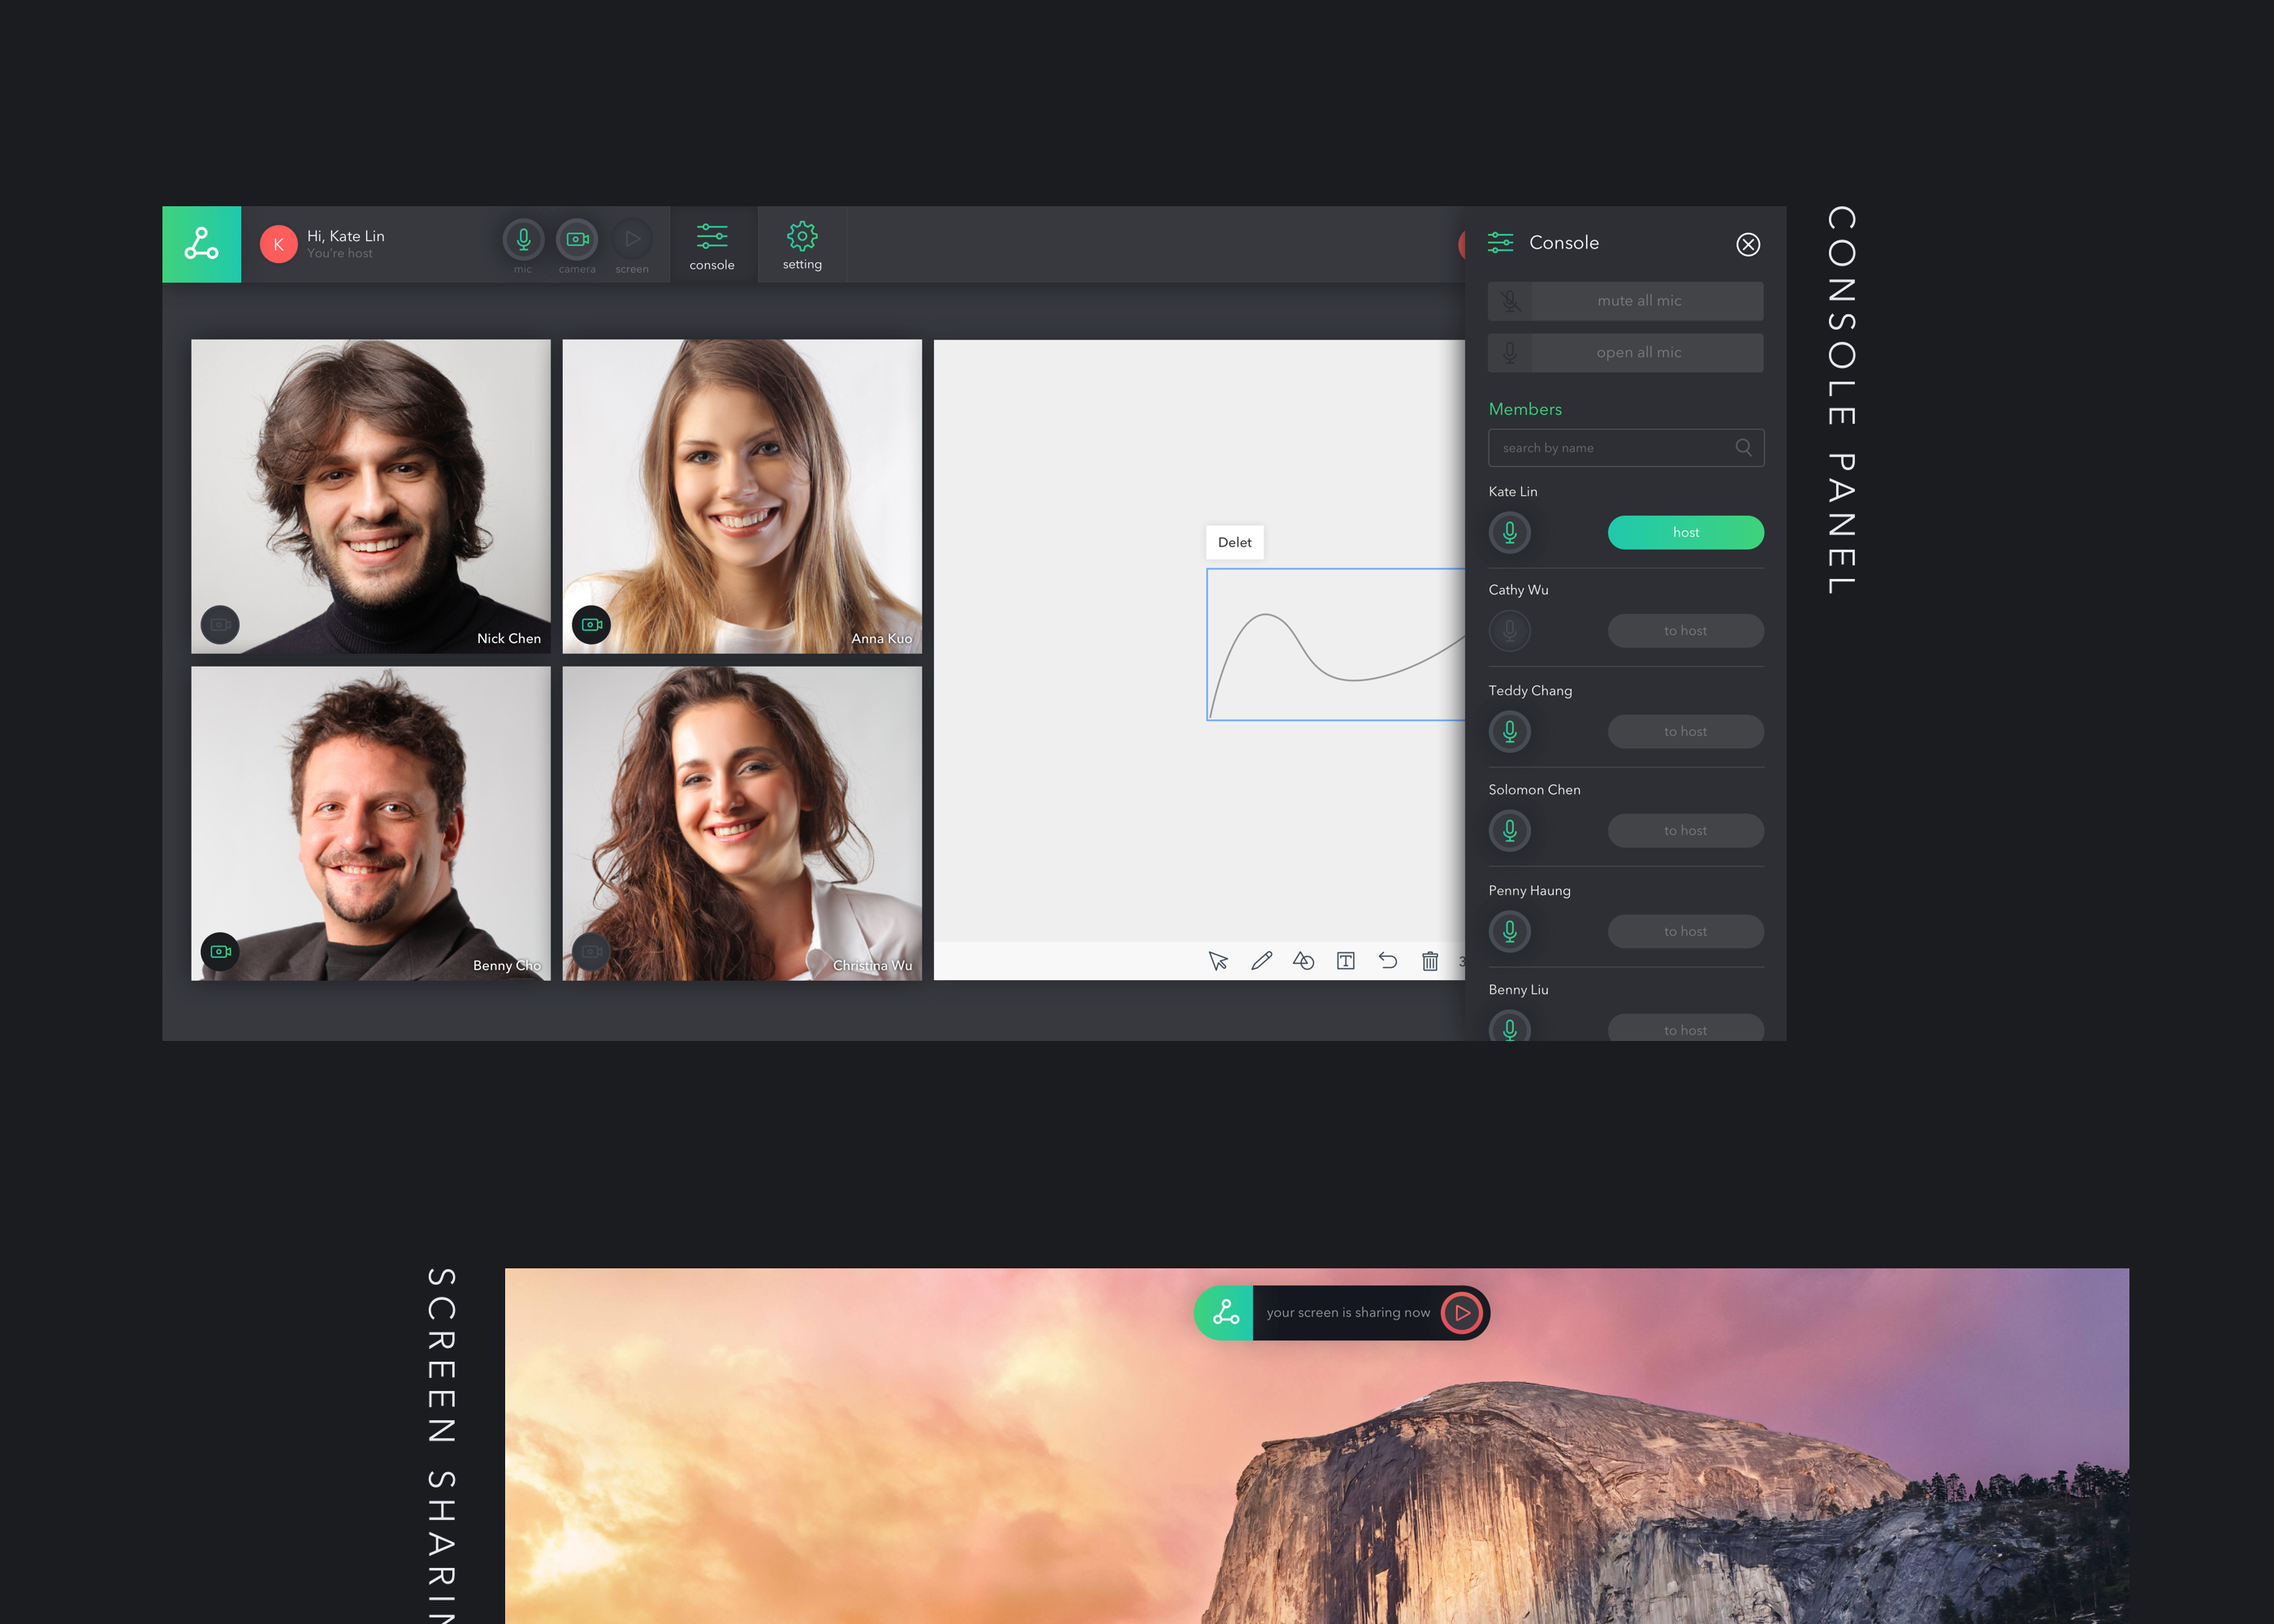 K
Hi, Kate Lin
You're host
mic
camera
screen
console
setting
Console
mute all mic
open all mic
Members
search by name
Kate Lin
host
Cathy Wu
to host
Teddy Chang
to host
Solomon Chen
to host
Penny Haung
to host
Benny Liu
to host
Nick Chen
Anna Kuo
Benny Cho
Christina Wu
Delet
T
3
CONSOLE PANEL
SCREEN SHARIN
your screen is sharing now